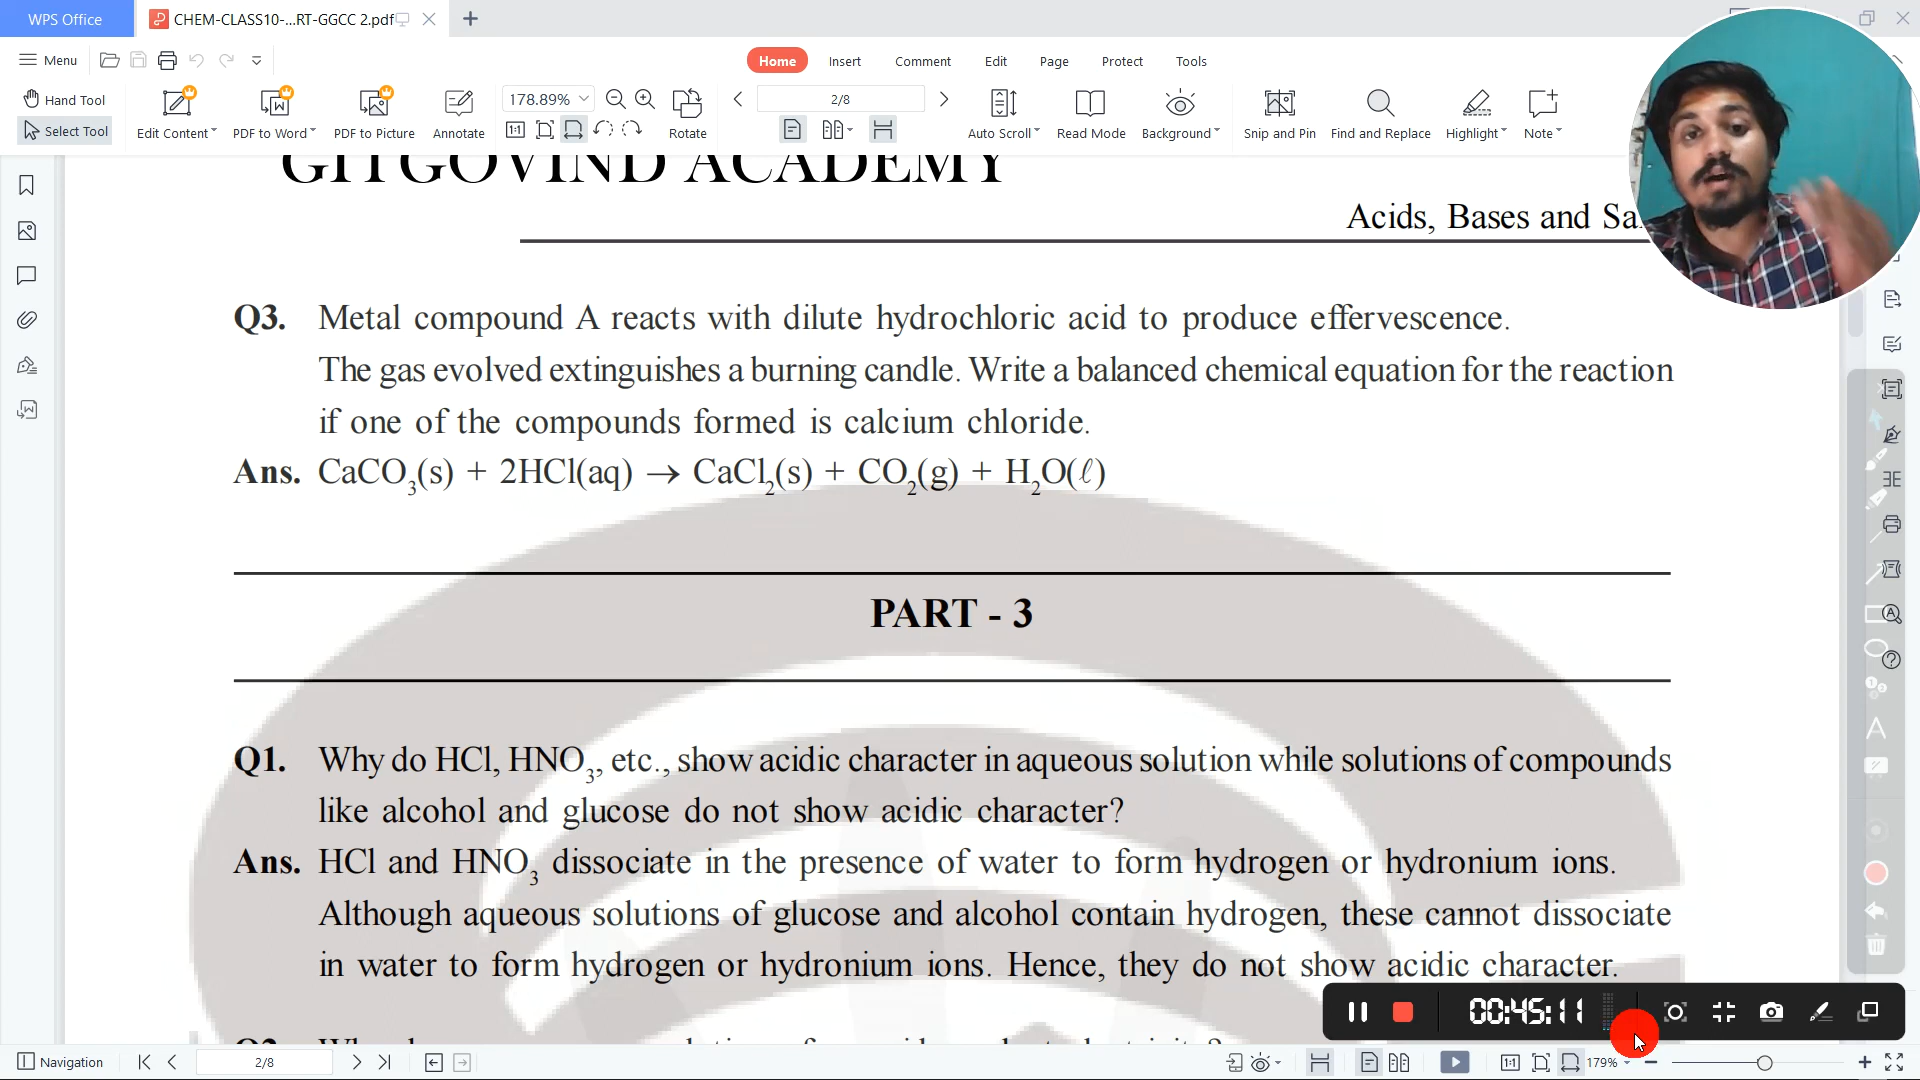 WPS Office
CHEM-CLASS10-...RT-GGCC 2.pdf
Menu
Home Insert Comment Edit Page Protect Tools
Hand Tool
Select Tool
Edit Content
PDF to Word
PDF to Picture
Annotate
178.89%
Rotate
2/8
Auto Scroll
Read Mode
Background
Snip and Pin
Find and Replace
Highlight
Note
GITGOVIND ACADEMY
Acids, Bases and
Q3. Metal compound A reacts with dilute hydrochloric acid to produce effervescence.
The gas evolved extinguishes a burning candle. Write a balanced chemical equation for the reaction
if one of the compounds formed is calcium chloride.
Ans. CaCO₃(s) + 2HCl(aq) → CaCl₂(s) + CO₂(g) + H₂O(ℓ)
PART - 3
Q1. Why do HCl, HNO₃, etc., show acidic character in aqueous solution while solutions of compounds
like alcohol and glucose do not show acidic character?
Ans. HCl and HNO₃ dissociate in the presence of water to form hydrogen or hydronium ions.
Although aqueous solutions of glucose and alcohol contain hydrogen, these cannot dissociate
in water to form hydrogen or hydronium ions. Hence, they do not show acidic character.
00:45:11
Navigation
2/8
179%